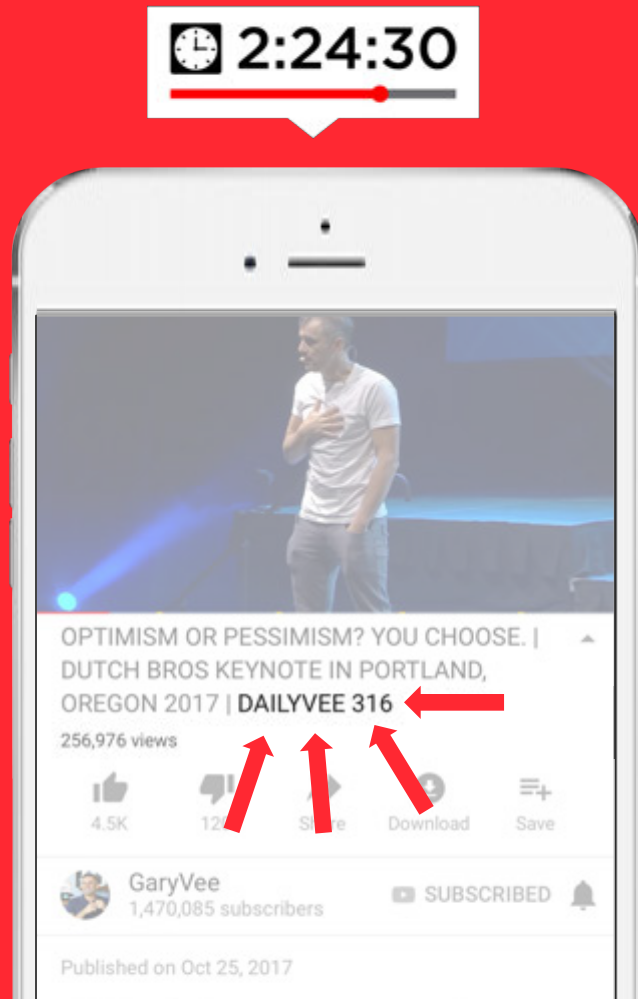 2:24:30
OPTIMISM OR PESSIMISM? YOU CHOOSE. |
DUTCH BROS KEYNOTE IN PORTLAND,
OREGON 2017 | DAILYVEE 316
256,976 views
4.5K Share Download Save
GaryVee
1,470,085 subscribers
SUBSCRIBED
Published on Oct 25, 2017